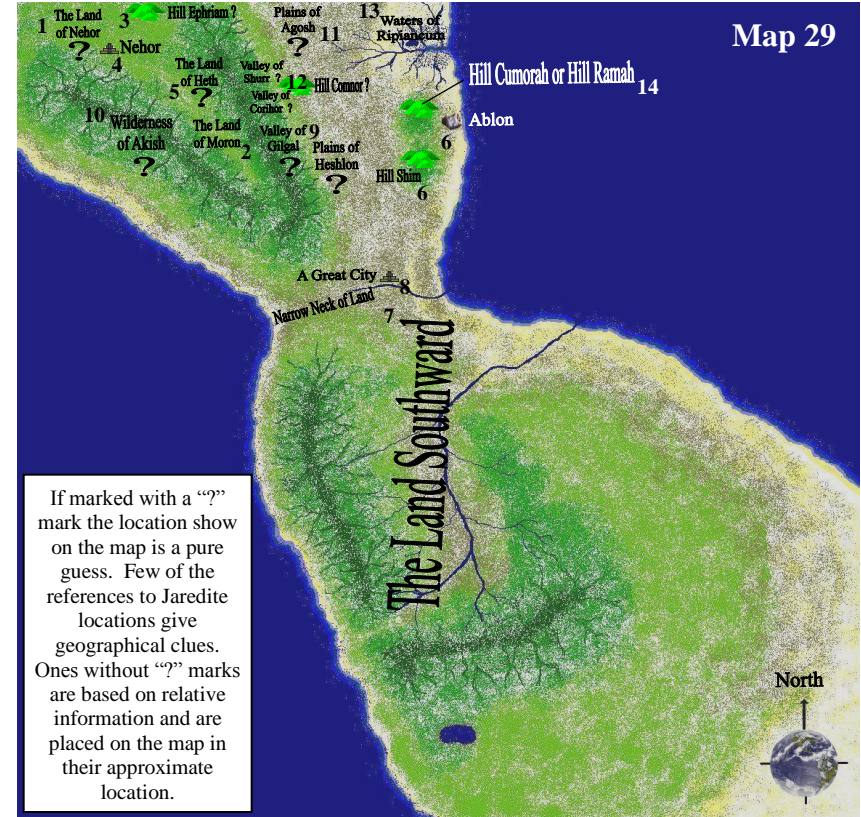 Map 29
1
The Land
of Nehor
?
3
Hill Ephriam ?
Nehor
4
Plains of
Agosh
?
11
13
Waters of
Ripiancum
The Land
of Heth
5
?
Valley of
Shurr ?
12
Hill Comnor ?
Valley of
Corihor ?
Hill Cumorah or Hill Ramah
14
10
Wilderness
of Akish
?
The Land
of Moron
2
Valley of
Gilgal
9
?
Plains of
Heshlon
?
Ablon
6
Hill Shim
6
A Great City
8
Narrow Neck of Land
7
The Land Southward
If marked with a “?”
mark the location show
on the map is a pure
guess. Few of the
references to Jaredite
locations give
geographical clues.
Ones without “?” marks
are based on relative
information and are
placed on the map in
their approximate
location.
North